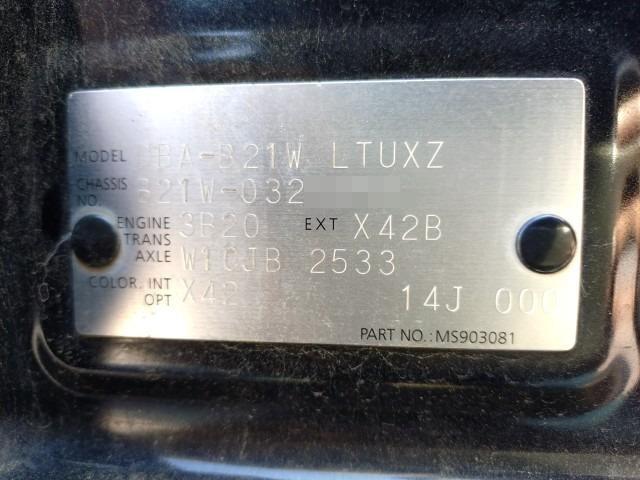 MODEL BA-B21W LTUXZ
CHASSIS NO. B21W-032
ENGINE 3B20 EXT X42B
TRANS AXLE W1CJB 2533
COLOR. INT OPT X42 14J 000
PART NO.: MS903081